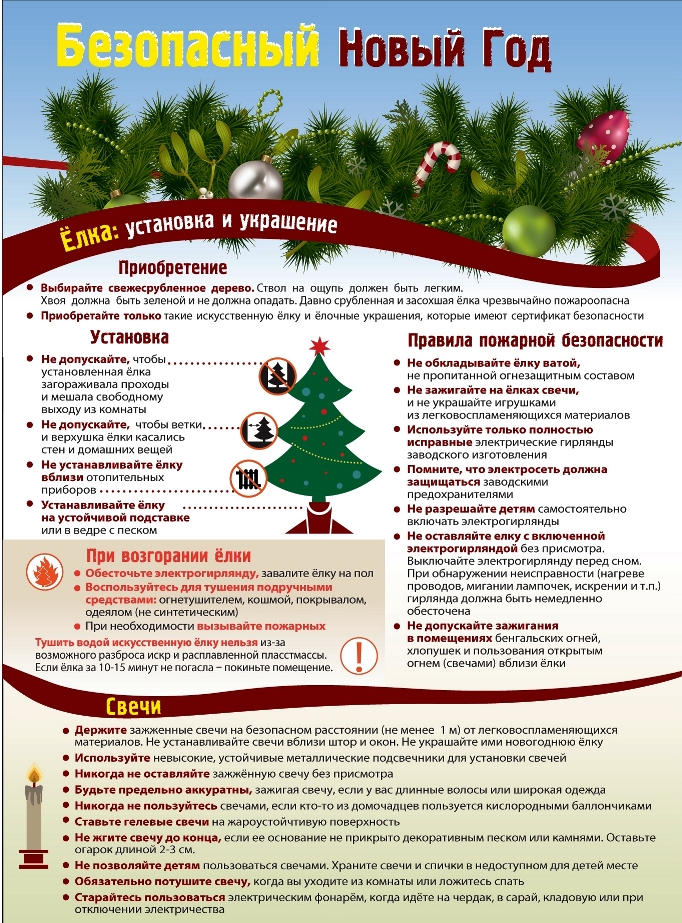 Безопасный Новый Год
Ёлка: установка и украшение
Приобретение
• Выбирайте свежесрубленное дерево. Ствол на ощупь должен быть легким.
Хвоя должна быть зеленой и не должна опадать. Давно срубленная и засохшая ёлка чрезвычайно пожароопасна
• Приобретайте только такие искусственную ёлку и ёлочные украшения, которые имеют сертификат безопасности
Установка
• Не допускайте, чтобы
установленная ёлка
загораживала проходы
и мешала свободному
выходу из комнаты
• Не допускайте, чтобы ветки
и верхушка ёлки касались
стен и домашних вещей
• Не устанавливайте ёлку
вблизи отопительных
приборов
• Устанавливайте ёлку
на устойчивой подставке
или в ведре с песком
Правила пожарной безопасности
• Не обкладывайте ёлку ватой,
не пропитанной огнезащитным составом
• Не зажигайте на ёлках свечи,
и не украшайте игрушками
из легковоспламеняющихся материалов
• Используйте только полностью
исправные электрические гирлянды
заводского изготовления
• Помните, что электросеть должна
защищаться заводскими
предохранителями
• Не разрешайте детям самостоятельно
включать электрогирлянды
• Не оставляйте елку с включенной
электрогирляндой без присмотра.
Выключайте электрогирлянду перед сном.
При обнаружении неисправности (нагреве
проводов, мигании лампочек, искрении и т.п.)
гирлянда должна быть немедленно
обесточена
• Не допускайте зажигания
в помещениях бенгальских огней,
хлопушек и пользования открытым
огнем (свечами) вблизи ёлки
При возгорании ёлки
• Обесточьте электрогирлянду, завалите ёлку на пол
• Воспользуйтесь для тушения подручными
средствами: огнетушителем, кошмой, покрывалом,
одеялом (не синтетическим)
• При необходимости вызывайте пожарных
Тушить водой искусственную ёлку нельзя из-за
возможного разброса искр и расплавленной пласстмассы.
Если ёлка за 10-15 минут не погасла – покиньте помещение.
!
Свечи
• Держите зажженные свечи на безопасном расстоянии (не менее 1 м) от легковоспламеняющихся
материалов. Не устанавливайте свечи вблизи штор и окон. Не украшайте ими новогоднюю ёлку
• Используйте невысокие, устойчивые металлические подсвечники для установки свечей
• Никогда не оставляйте зажжённую свечу без присмотра
• Будьте предельно аккуратны, зажигая свечу, если у вас длинные волосы или широкая одежда
• Никогда не пользуйтесь свечами, если кто-то из домочадцев пользуется кислородными баллончиками
• Ставьте гелевые свечи на жароустойчивую поверхность
• Не жгите свечу до конца, если ее основание не прикрыто декоративным песком или камнями. Оставьте
огарок длиной 2-3 см.
• Не позволяйте детям пользоваться свечами. Храните свечи и спички в недоступном для детей месте
• Обязательно потушите свечу, когда вы уходите из комнаты или ложитесь спать
• Старайтесь пользоваться электрическим фонарём, когда идёте на чердак, в сарай, кладовую или при
отключении электричества